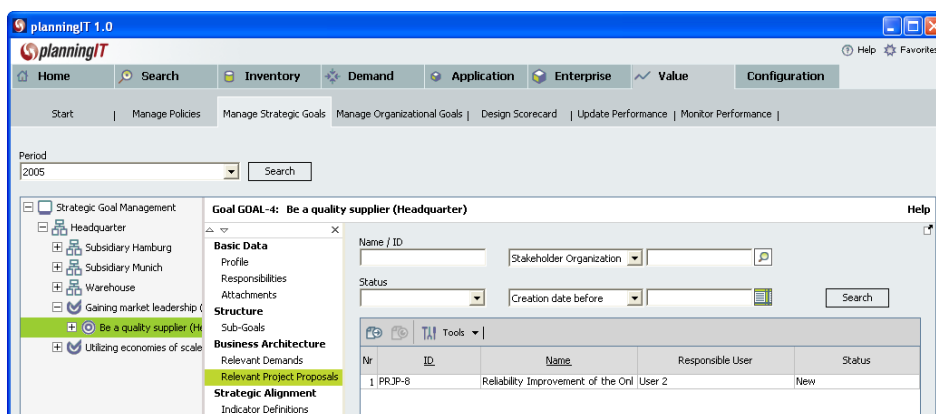 planningIT 1.0
planningIT
Help Favorites
Home Search Inventory Demand Application Enterprise Value Configuration
Start | Manage Policies Manage Strategic Goals Manage Organizational Goals | Design Scorecard | Update Performance | Monitor Performance |
Period
2005 Search
Strategic Goal Management
Headquarter
Subsidiary Hamburg
Subsidiary Munich
Warehouse
Gaining market leadership (
Be a quality supplier (He
Utilizing economies of scale
Goal GOAL-4: Be a quality supplier (Headquarter) Help
Basic Data
Profile
Responsibilities
Attachments
Structure
Sub-Goals
Business Architecture
Relevant Demands
Relevant Project Proposals
Strategic Alignment
Indicator Definitions
Name / ID
Stakeholder Organization
Status
Creation date before Search
Tools
Nr ID Name Responsible User Status
1 PRJP-8 Reliability Improvement of the Onl User 2 New